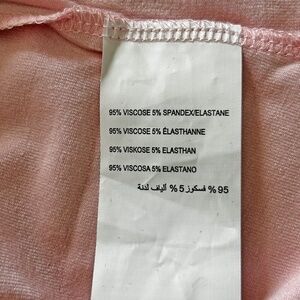 95% VISCOSE 5% SPANDEX/ELASTANE
95% VISCOSE 5% ÉLASTHANNE
95% VISKOSE 5% ELASTHAN
95% VISCOSA 5% ELASTANO
95 % فسكوز 5 % ألياف لدنة